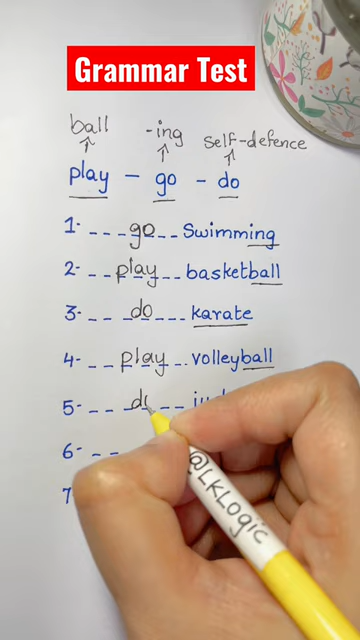 Grammar Test
ball -ing self-defence
play - go - do
1- _ _ _ go _ _ _ Swimming
2- _ _ play _ _ basketball
3- _ _ do _ _ _ karate
4- _ _ play _ .. volleyball
5- _ _ _ do _ _
6- _ _
7-
@LKLogic